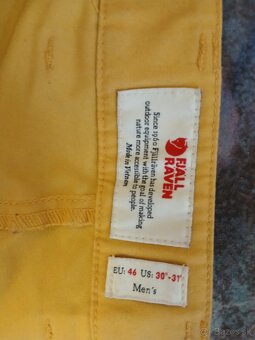 FJÄLL
RÄVEN
Since 1960 Fjällräven has developed
outdoor equipment with the goal of making
nature more accessible to people.
Made in Vietnam
EU: 46 US: 30"-31"
Men's